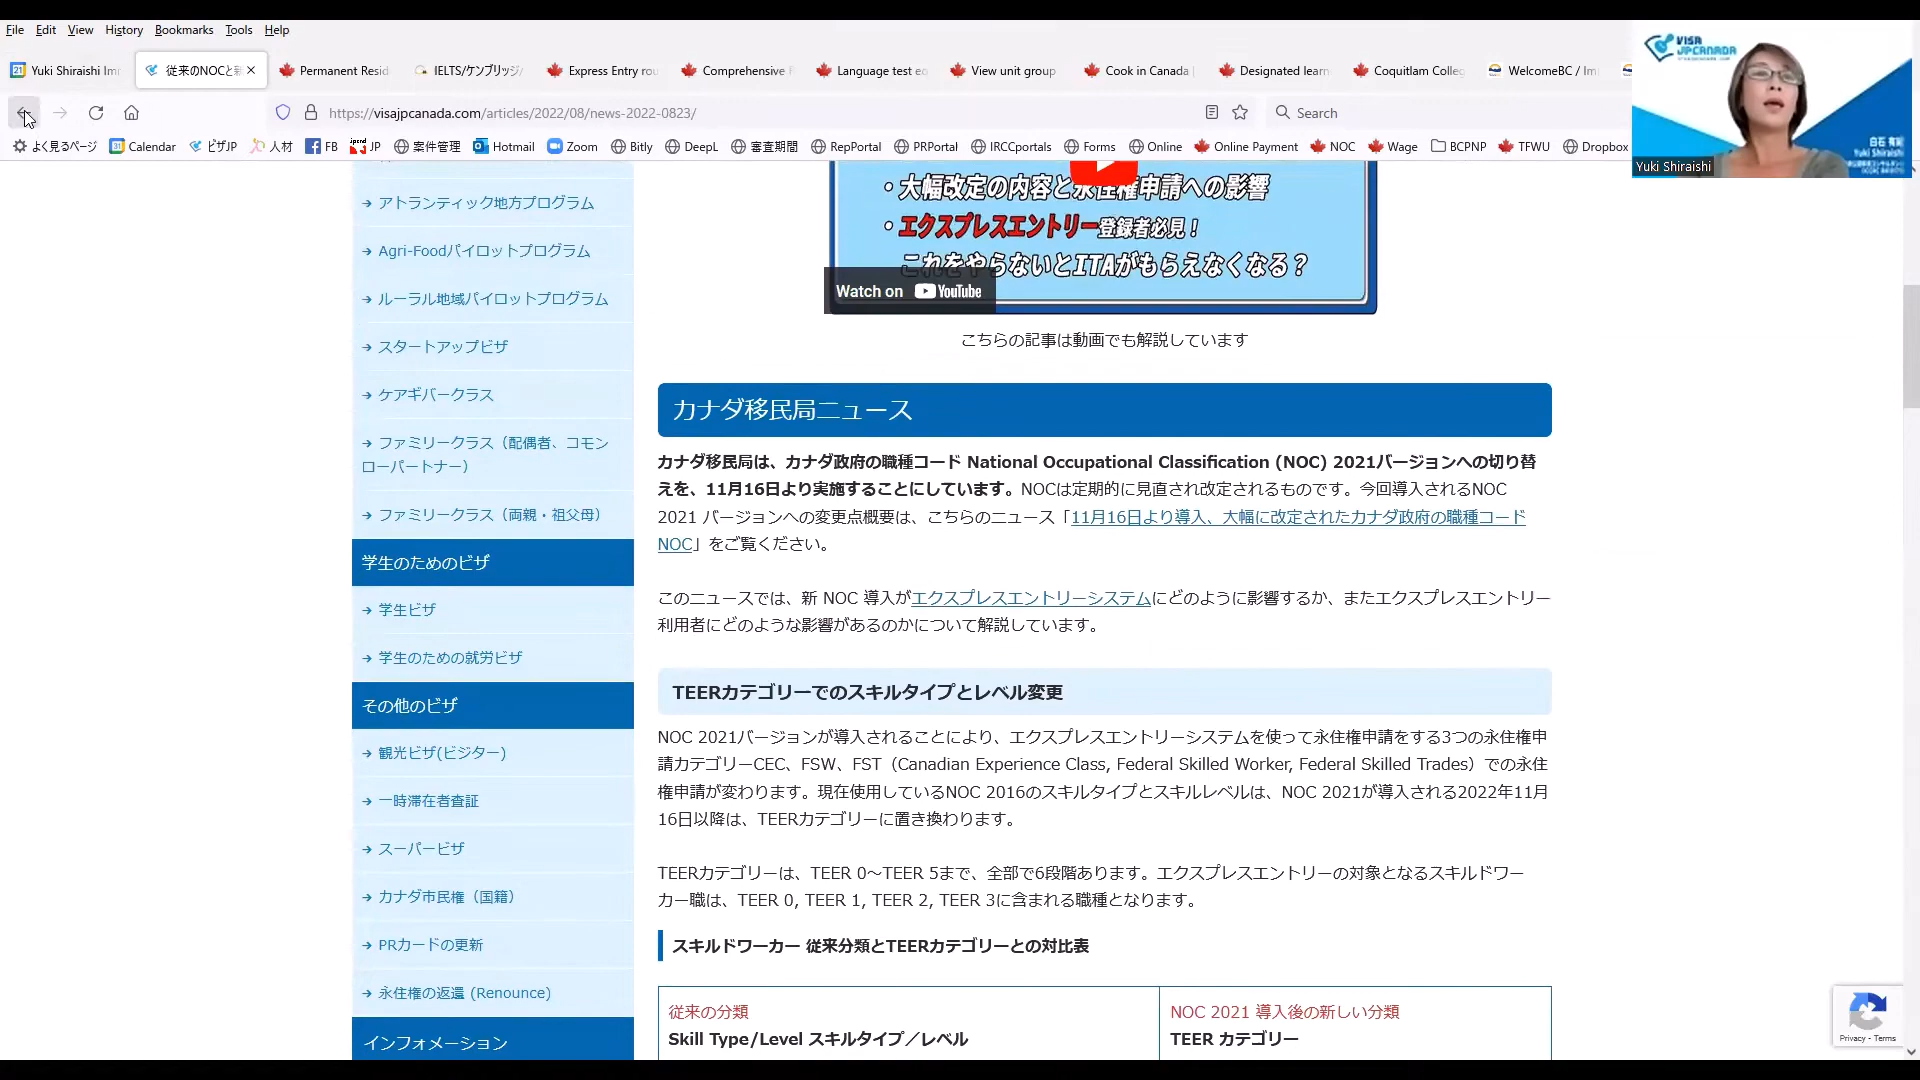 File Edit View History Bookmarks Tools Help
Yuki Shiraishi Im
従来のNOCと新
Permanent Resid
IELTS/ケンブリッジ/
Express Entry rou
Comprehensive
Language test eq
View unit group
Cook in Canada
Designated learn
Coquitlam Colleg
WelcomeBC / Im
https://visajpcanada.com/articles/2022/08/news-2022-0823/
Search
よく見るページ Calendar ビザJP 人材 FB JP 案件管理 Hotmail Zoom Bitly DeepL 審査期間 RepPortal PRPortal IRCCportals Forms Online Online Payment NOC Wage BCPNP TFWU Dropbox
VISA
JPCANADA
白石 有紀
Yuki Shiraishi
Yuki Shiraishi
→ アトランティック地方プログラム
→ Agri-Foodパイロットプログラム
→ ルーラル地域パイロットプログラム
→ スタートアップビザ
→ ケアギバークラス
→ ファミリークラス（配偶者、コモン
ローパートナー）
→ ファミリークラス（両親・祖父母）
学生のためのビザ
→ 学生ビザ
→ 学生のための就労ビザ
その他のビザ
→ 観光ビザ(ビジター)
→ 一時滞在者査証
→ スーパービザ
→ カナダ市民権（国籍）
→ PRカードの更新
→ 永住権の返還 (Renounce)
インフォメーション
・大幅改定の内容と永住権申請への影響
・エクスプレスエントリー登録者必見！
これをやらないとITAがもらえなくなる？
Watch on YouTube
こちらの記事は動画でも解説しています
カナダ移民局ニュース
カナダ移民局は、カナダ政府の職種コード National Occupational Classification (NOC) 2021バージョンへの切り替
えを、11月16日より実施することにしています。NOCは定期的に見直され改定されるものです。今回導入されるNOC
2021 バージョンへの変更点概要は、こちらのニュース「11月16日より導入、大幅に改定されたカナダ政府の職種コード
NOC」をご覧ください。
このニュースでは、新 NOC 導入がエクスプレスエントリーシステムにどのように影響するか、またエクスプレスエントリー
利用者にどのような影響があるのかについて解説しています。
TEERカテゴリーでのスキルタイプとレベル変更
NOC 2021バージョンが導入されることにより、エクスプレスエントリーシステムを使って永住権申請をする3つの永住権申
請カテゴリーCEC、FSW、FST（Canadian Experience Class, Federal Skilled Worker, Federal Skilled Trades）での永住
権申請が変わります。現在使用しているNOC 2016のスキルタイプとスキルレベルは、NOC 2021が導入される2022年11月
16日以降は、TEERカテゴリーに置き換わります。
TEERカテゴリーは、TEER 0～TEER 5まで、全部で6段階あります。エクスプレスエントリーの対象となるスキルドワー
カー職は、TEER 0, TEER 1, TEER 2, TEER 3に含まれる職種となります。
スキルドワーカー 従来分類とTEERカテゴリーとの対比表
従来の分類
Skill Type/Level スキルタイプ／レベル
NOC 2021 導入後の新しい分類
TEER カテゴリー
Privacy - Terms